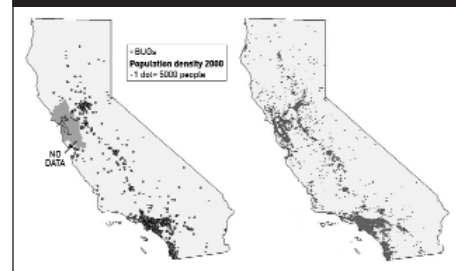 ▫ BUGs
Population density 2000
· 1 dot= 5000 people
NO
DATA